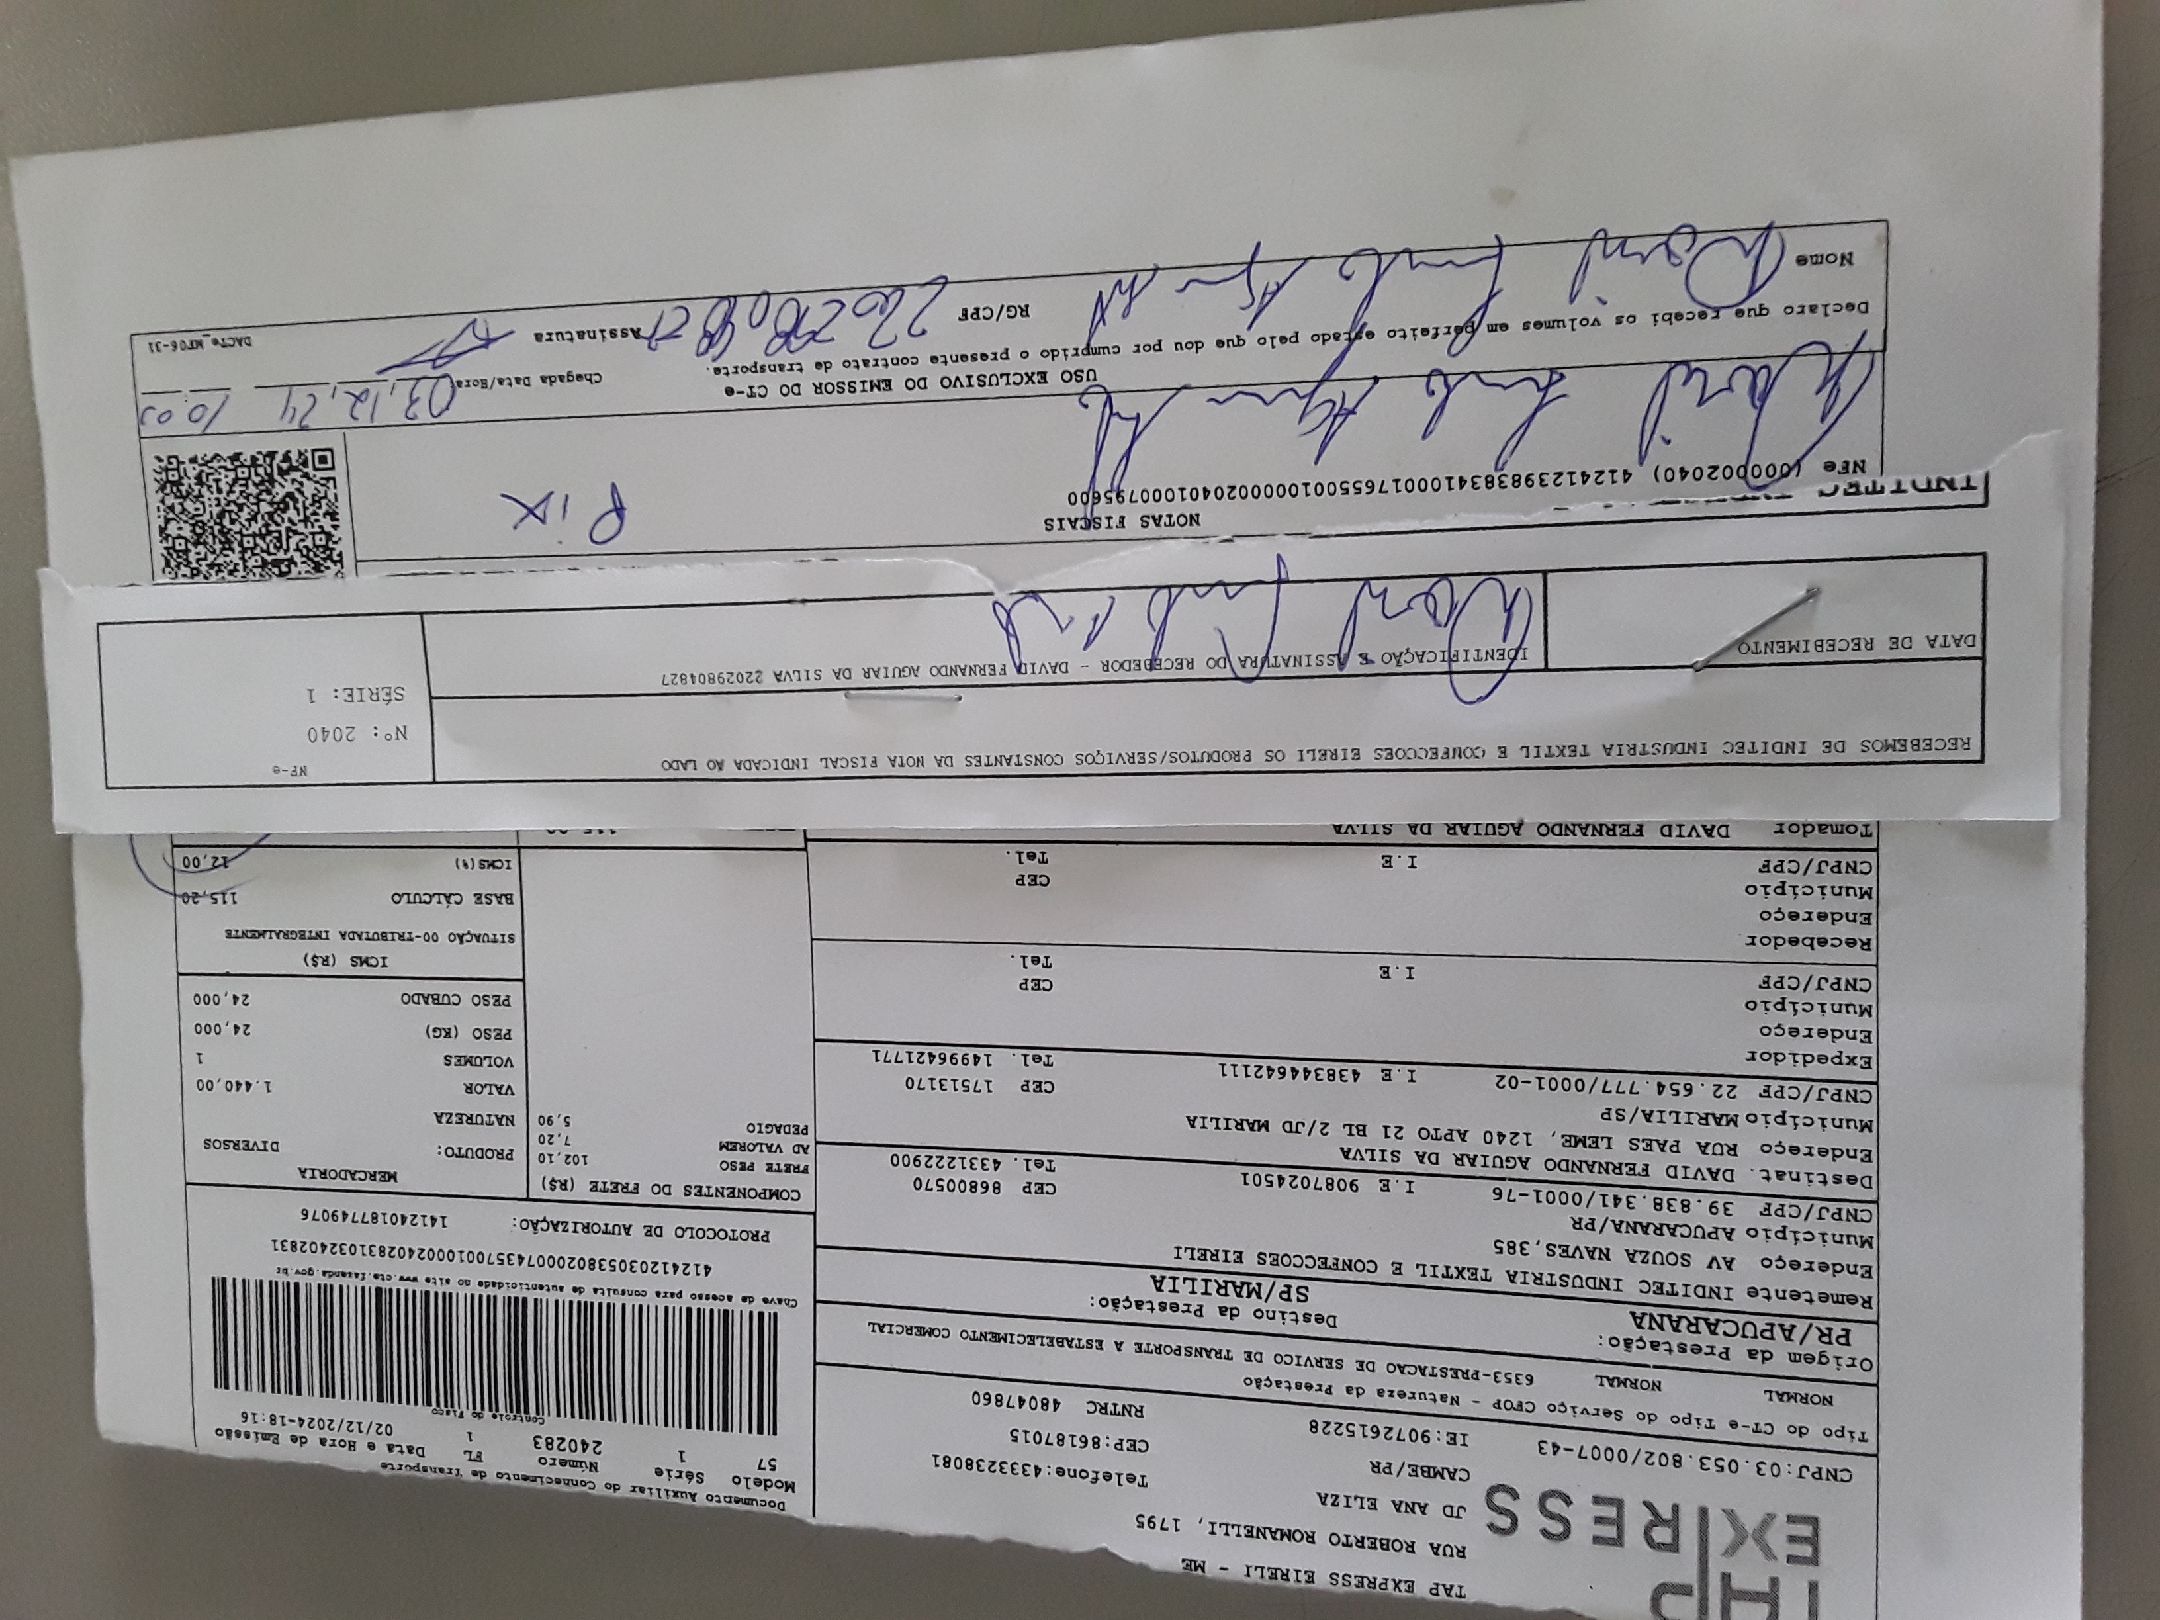 TAP
EXPRESS
TAP EXPRESS EIRELI - ME
RUA ROBERTO ROMANELLI, 1795
JD ANA ELIZA
CAMBE/PR
Telefone:433238081
CEP:86187015
CNPJ:03.053.802/0007-43
IE:9072615228
RNTRC 48047860
Documento Auxiliar do Conhecimento de Transporte
Modelo Série Número FL Data e Hora de Emissão
57 1 240283 1 02/12/2024-18:16
Controle do Fisco
Tipo do CT-e Tipo do Serviço CFOP - Natureza da Prestação
NORMAL NORMAL 6353-PRESTACAO DE SERVICO DE TRANSPORTE A ESTABELECIMENTO COMERCIAL
Origem da Prestação: Destino da Prestação:
PR/APUCARANA SP/MARILIA
Chave de acesso para consulta de autenticidade no site www.cte.fazenda.gov.br
41241203053802000743570010002402831032402831
PROTOCOLO DE AUTORIZAÇÃO: 141240187749076
Remetente INDITEC INDUSTRIA TEXTIL E CONFECCOES EIRELI
Endereço AV SOUZA NAVES,385
Município APUCARANA/PR CEP 86800570
CNPJ/CPF 39.838.341/0001-76 I.E 9087024501 Tel. 4331222900
Destinat. DAVID FERNANDO AGUIAR DA SILVA
Endereço RUA PAES LEME, 1240 APTO 21 BL 2/JD MARILIA
Município MARILIA/SP CEP 17513170
CNPJ/CPF 22.654.777/0001-02 I.E 438344642111 Tel. 14996421771
Expedidor
Endereço
Município CEP
CNPJ/CPF I.E Tel.
Recebedor
Endereço
Município CEP
CNPJ/CPF I.E Tel.
Tomador DAVID FERNANDO AGUIAR DA SILVA
COMPONENTES DO FRETE (R$)
FRETE PESO 102,10
AD VALOREM 7,20
PEDAGIO 5,90
MERCADORIA
PRODUTO: DIVERSOS
NATUREZA
VALOR 1.440,00
VOLUMES 1
PESO (KG) 24,000
PESO CUBADO 24,000
ICMS (R$)
SITUAÇÃO 00-TRIBUTADA INTEGRALMENTE
BASE CÁLCULO 115,20
ICMS(%) 12,00
RECEBEMOS DE INDITEC INDUSTRIA TEXTIL E CONFECCOES EIRELI OS PRODUTOS/SERVIÇOS CONSTANTES DA NOTA FISCAL INDICADA AO LADO
NF-e
Nº: 2040
SÉRIE: 1
DATA DE RECEBIMENTO
IDENTIFICAÇÃO E ASSINATURA DO RECEBEDOR - DAVID FERNANDO AGUIAR DA SILVA 22029804827
INDITEC
NOTAS FISCAIS
NFe (000002040) 41241239838341000176550010000020401000795600
Pix
USO EXCLUSIVO DO EMISSOR DO CT-e
Declaro que recebi os volumes em perfeito estado pelo que dou por cumprido o presente contrato de transporte.
Chegada Data/Hora 03,12,24
Nome RG/CPF Assinatura
DACTe_MT06-31